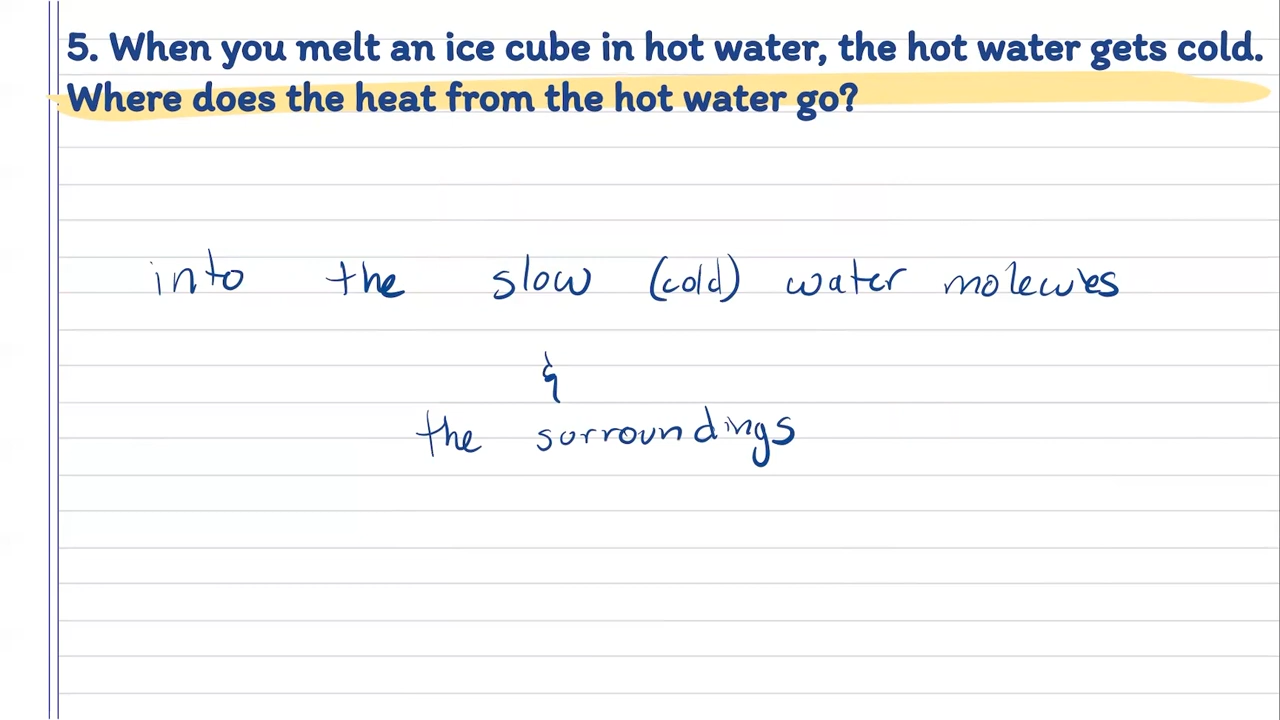 5. When you melt an ice cube in hot water, the hot water gets cold.
Where does the heat from the hot water go?
into the slow (cold) water molecules
&
the surroundings